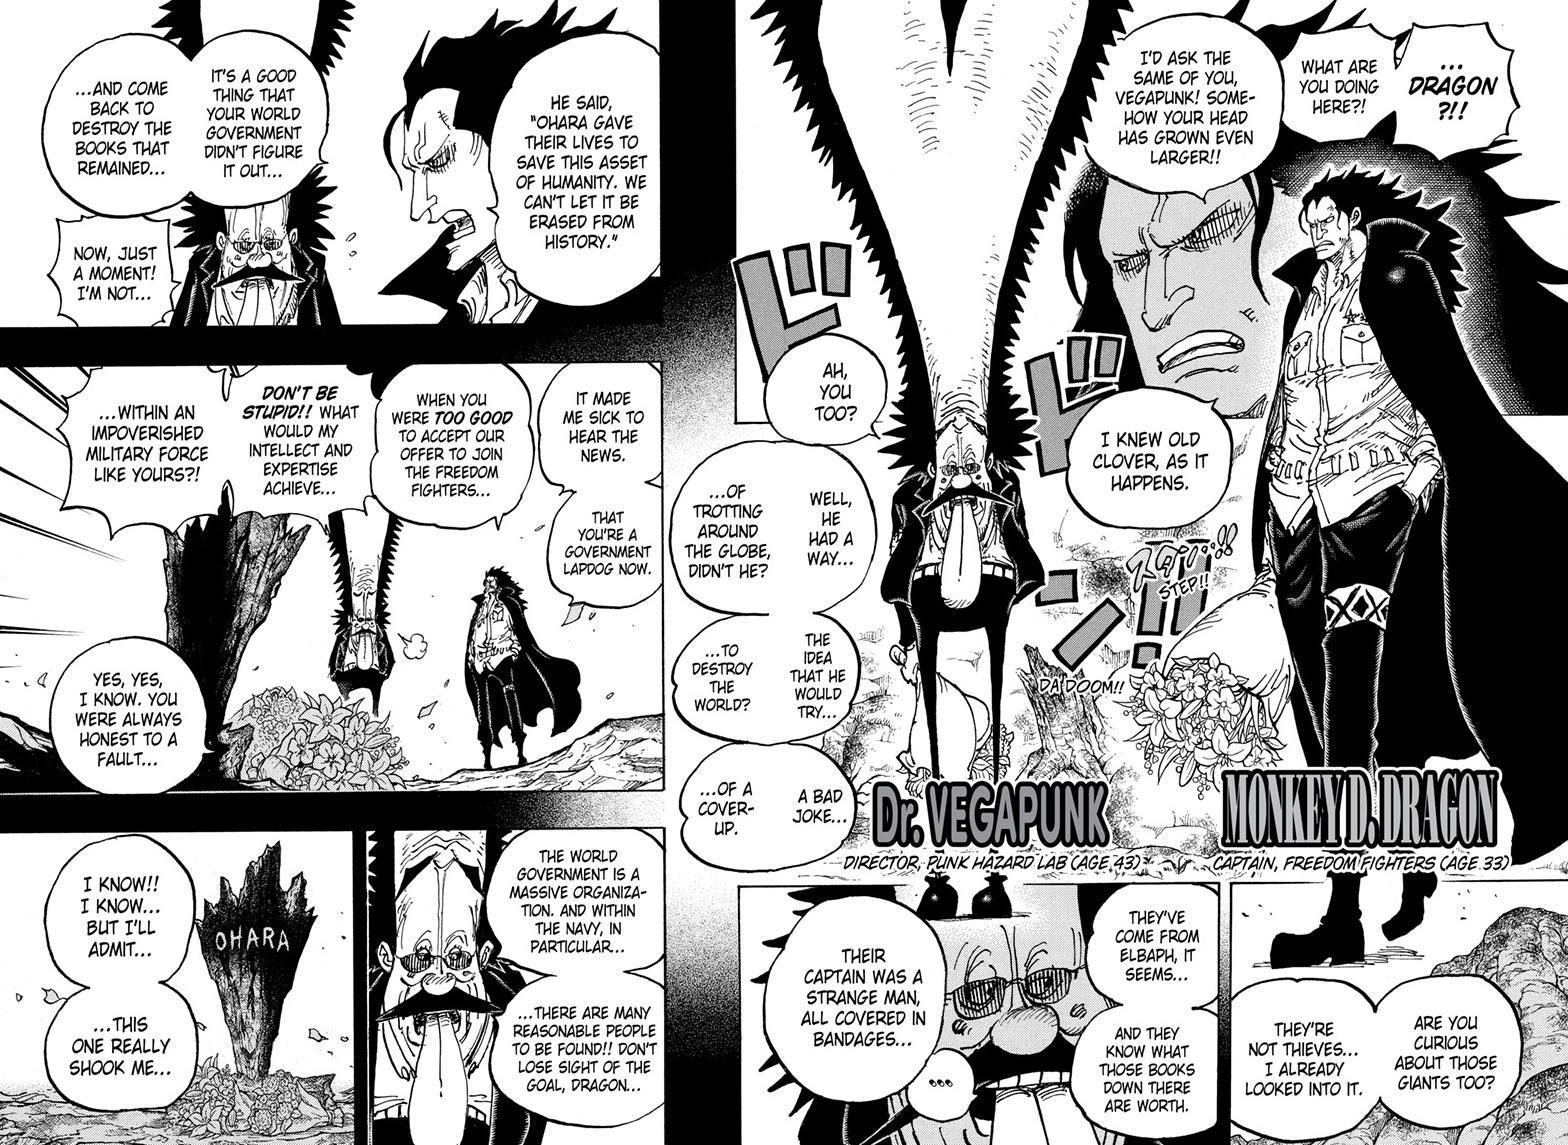 ...
DRAGON
?!!
WHAT ARE
YOU DOING
HERE?!
I'D ASK THE
SAME OF YOU,
VEGAPUNK! SOME-
HOW YOUR HEAD
HAS GROWN EVEN
LARGER!!
ドドン!!
DA DOOM!!
I KNEW OLD
CLOVER, AS IT
HAPPENS.
STEP!!
AH,
YOU
TOO?
WELL,
HE
HAD A
WAY...
...OF
TROTTING
AROUND
THE GLOBE,
DIDN'T HE?
THE
IDEA
THAT HE
WOULD
TRY...
...TO
DESTROY
THE
WORLD?
A BAD
JOKE...
...OF A
COVER-
UP.
MONKEY D. DRAGON
CAPTAIN, FREEDOM FIGHTERS (AGE 33)
Dr. VEGAPUNK
DIRECTOR, PUNK HAZARD LAB (AGE 43)
ARE YOU
CURIOUS
ABOUT THOSE
GIANTS TOO?
THEY'RE
NOT THIEVES...
I ALREADY
LOOKED INTO IT.
THEY'VE
COME FROM
ELBAPH, IT
SEEMS...
AND THEY
KNOW WHAT
THOSE BOOKS
DOWN THERE
ARE WORTH.
THEIR
CAPTAIN WAS A
STRANGE MAN,
ALL COVERED IN
BANDAGES...
...
HE SAID,
"OHARA GAVE
THEIR LIVES TO
SAVE THIS ASSET
OF HUMANITY. WE
CAN'T LET IT BE
ERASED FROM
HISTORY."
IT'S A GOOD
THING THAT
YOUR WORLD
GOVERNMENT
DIDN'T FIGURE
IT OUT...
...AND COME
BACK TO
DESTROY THE
BOOKS THAT
REMAINED...
NOW, JUST
A MOMENT!
I'M NOT...
IT MADE
ME SICK TO
HEAR THE
NEWS.
THAT
YOU'RE A
GOVERNMENT
LAPDOG NOW.
WHEN YOU
WERE TOO GOOD
TO ACCEPT OUR
OFFER TO JOIN
THE FREEDOM
FIGHTERS...
DON'T BE
STUPID!! WHAT
WOULD MY
INTELLECT AND
EXPERTISE
ACHIEVE...
...WITHIN AN
IMPOVERISHED
MILITARY FORCE
LIKE YOURS?!
YES, YES,
I KNOW. YOU
WERE ALWAYS
HONEST TO A
FAULT...
THE WORLD
GOVERNMENT IS A
MASSIVE ORGANIZA-
TION. AND WITHIN
THE NAVY, IN
PARTICULAR...
...THERE ARE MANY
REASONABLE PEOPLE
TO BE FOUND!! DON'T
LOSE SIGHT OF THE
GOAL, DRAGON...
OHARA
I KNOW!!
I KNOW...
BUT I'LL
ADMIT...
...THIS
ONE REALLY
SHOOK ME...